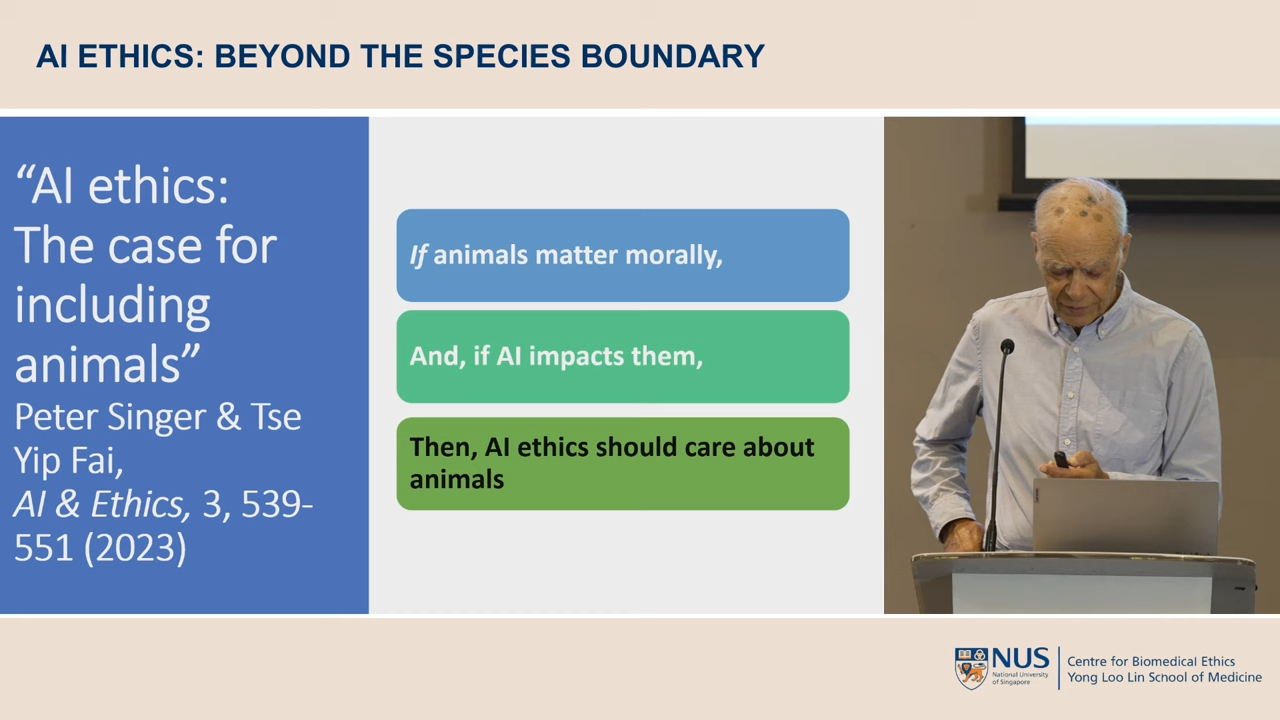 AI ETHICS: BEYOND THE SPECIES BOUNDARY
“AI ethics:
The case for
including
animals”
Peter Singer & Tse
Yip Fai,
AI & Ethics, 3, 539-
551 (2023)
If animals matter morally,
And, if AI impacts them,
Then, AI ethics should care about
animals
NUS
National University
of Singapore
Centre for Biomedical Ethics
Yong Loo Lin School of Medicine